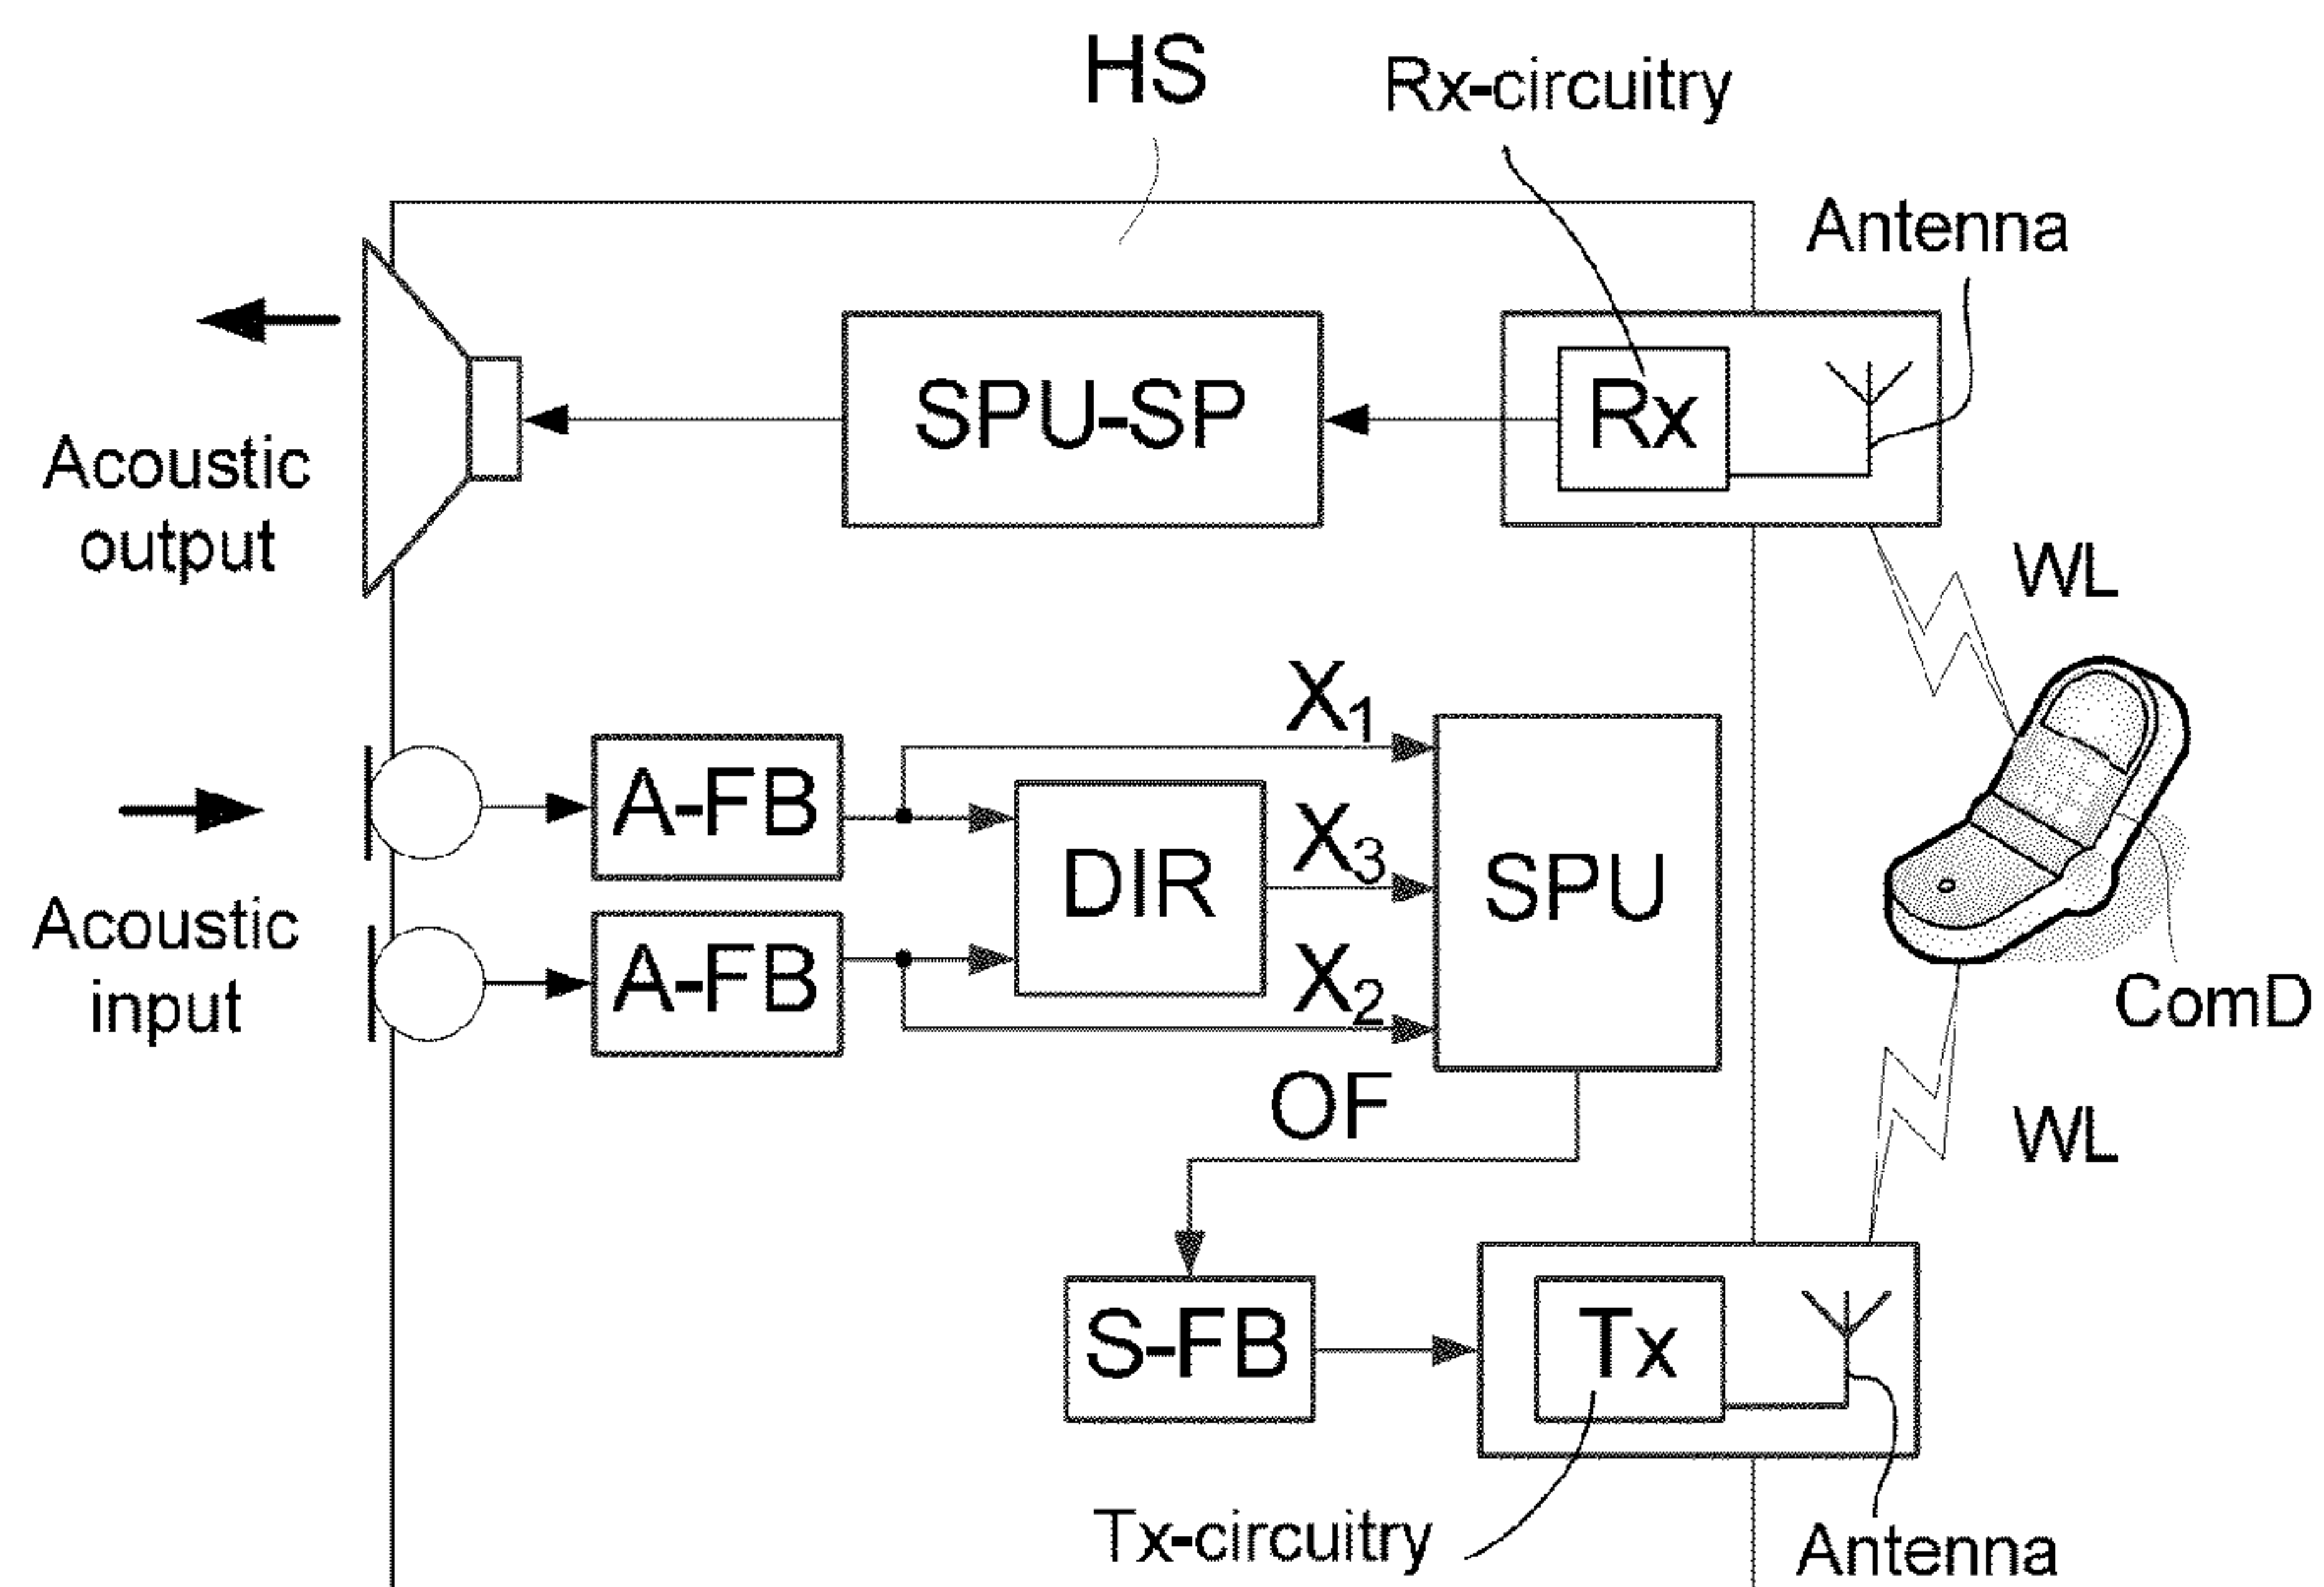 HS
Rx-circuitry
Antenna
SPU-SP
Rx
Acoustic
output
WL
X1
A-FB
DIR
X3
SPU
Acoustic
input
A-FB
X2
ComD
OF
WL
S-FB
Tx
Tx-circuitry
Antenna